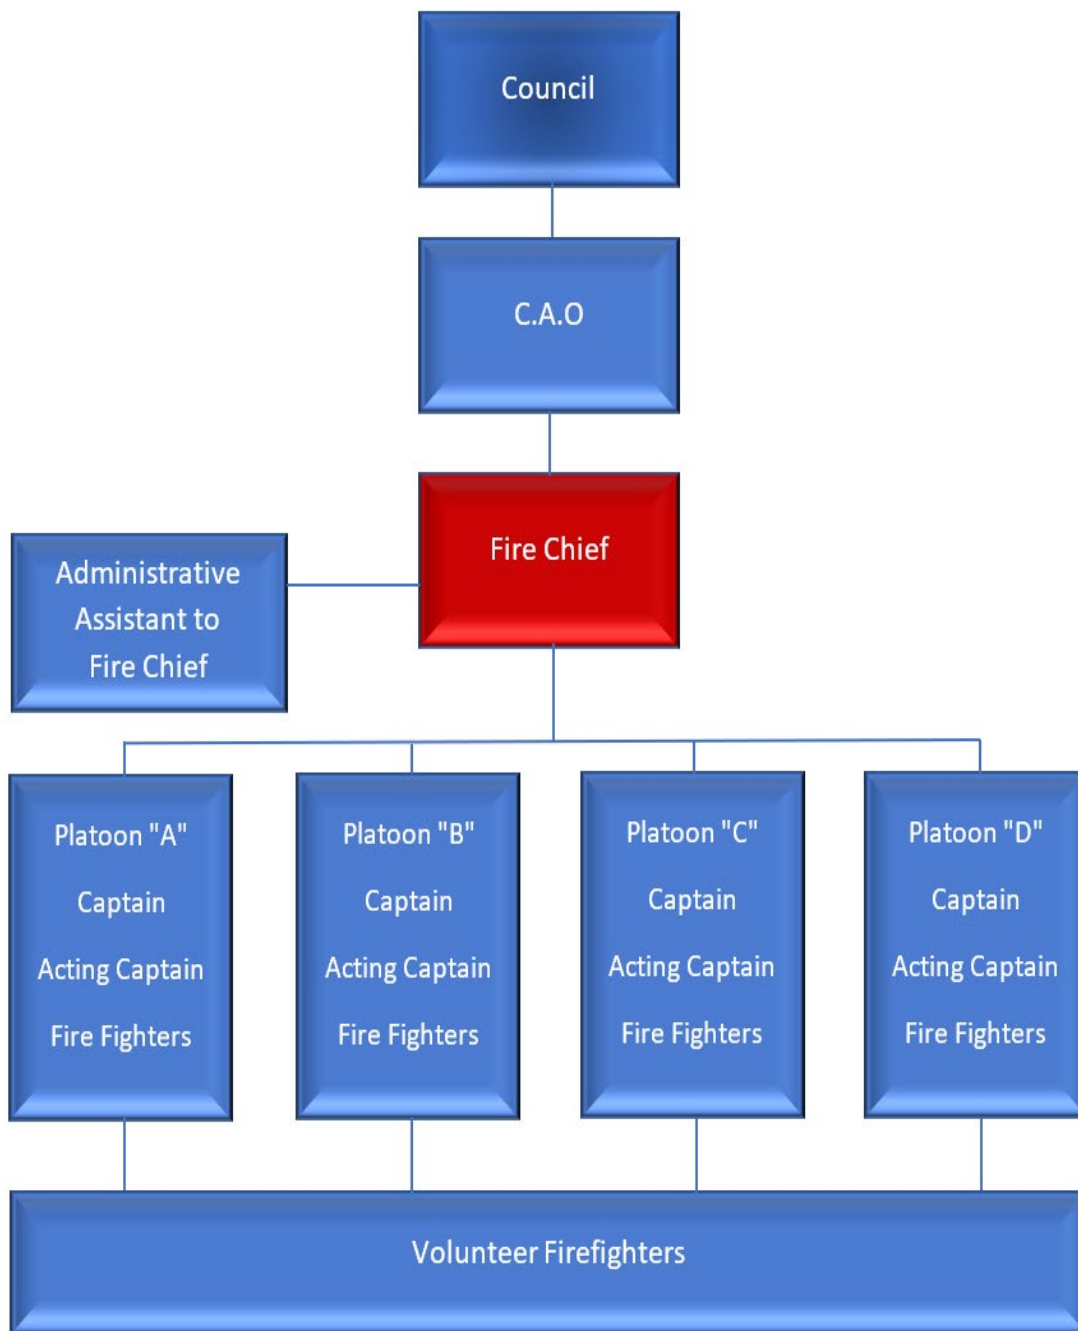 Council
C.A.O
Fire Chief
Administrative
Assistant to
Fire Chief
Platoon "A"
Captain
Acting Captain
Fire Fighters
Platoon "B"
Captain
Acting Captain
Fire Fighters
Platoon "C"
Captain
Acting Captain
Fire Fighters
Platoon "D"
Captain
Acting Captain
Fire Fighters
Volunteer Firefighters